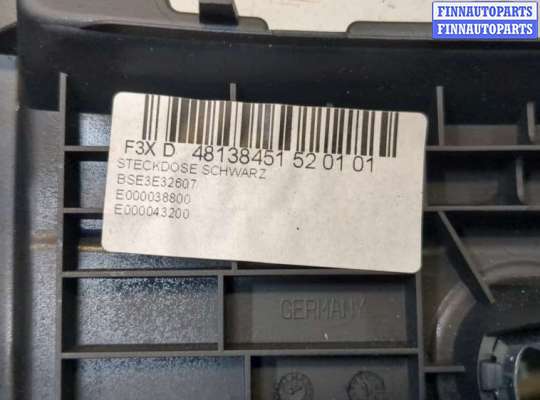 FINNAUTOPARTS
FINNAUTOPARTS
F3X D 48138451 52 01 01
STECKDOSE SCHWARZ
BSE3E32607
E000038800
E000043200
GERMANY